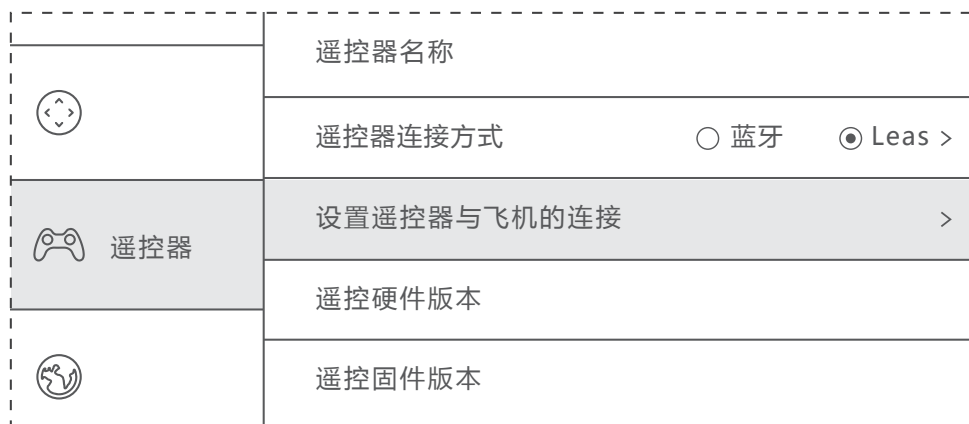 遥控器名称
遥控器连接方式 蓝牙 Leas >
设置遥控器与飞机的连接 >
遥控器
遥控硬件版本
遥控固件版本